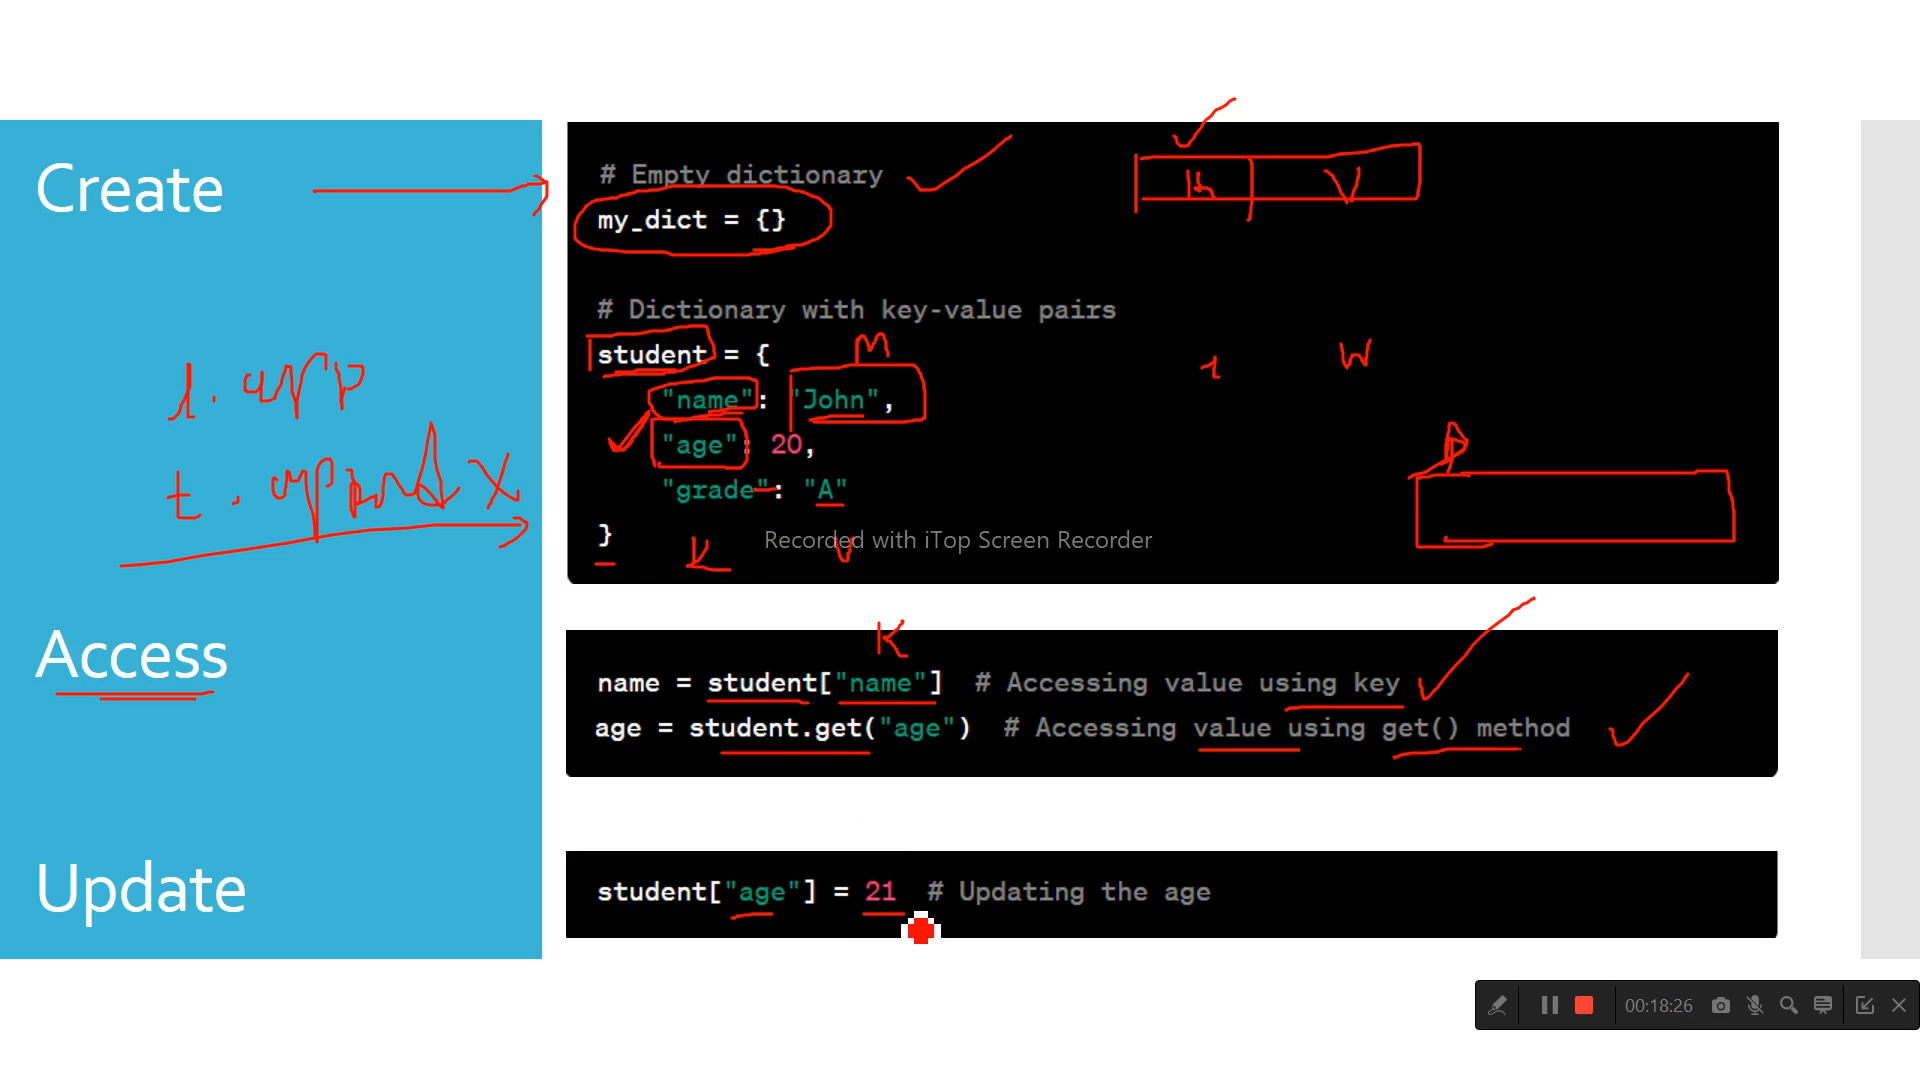 Create
# Empty dictionary
my_dict = {}
K V
# Dictionary with key-value pairs
student = {
"name": "John",
"age": 20,
"grade": "A"
}
M
W
l. app
t. append X
K V
Recorded with iTop Screen Recorder
Access
K
name = student["name"] # Accessing value using key
age = student.get("age") # Accessing value using get() method
Update
student["age"] = 21 # Updating the age
00:18:26